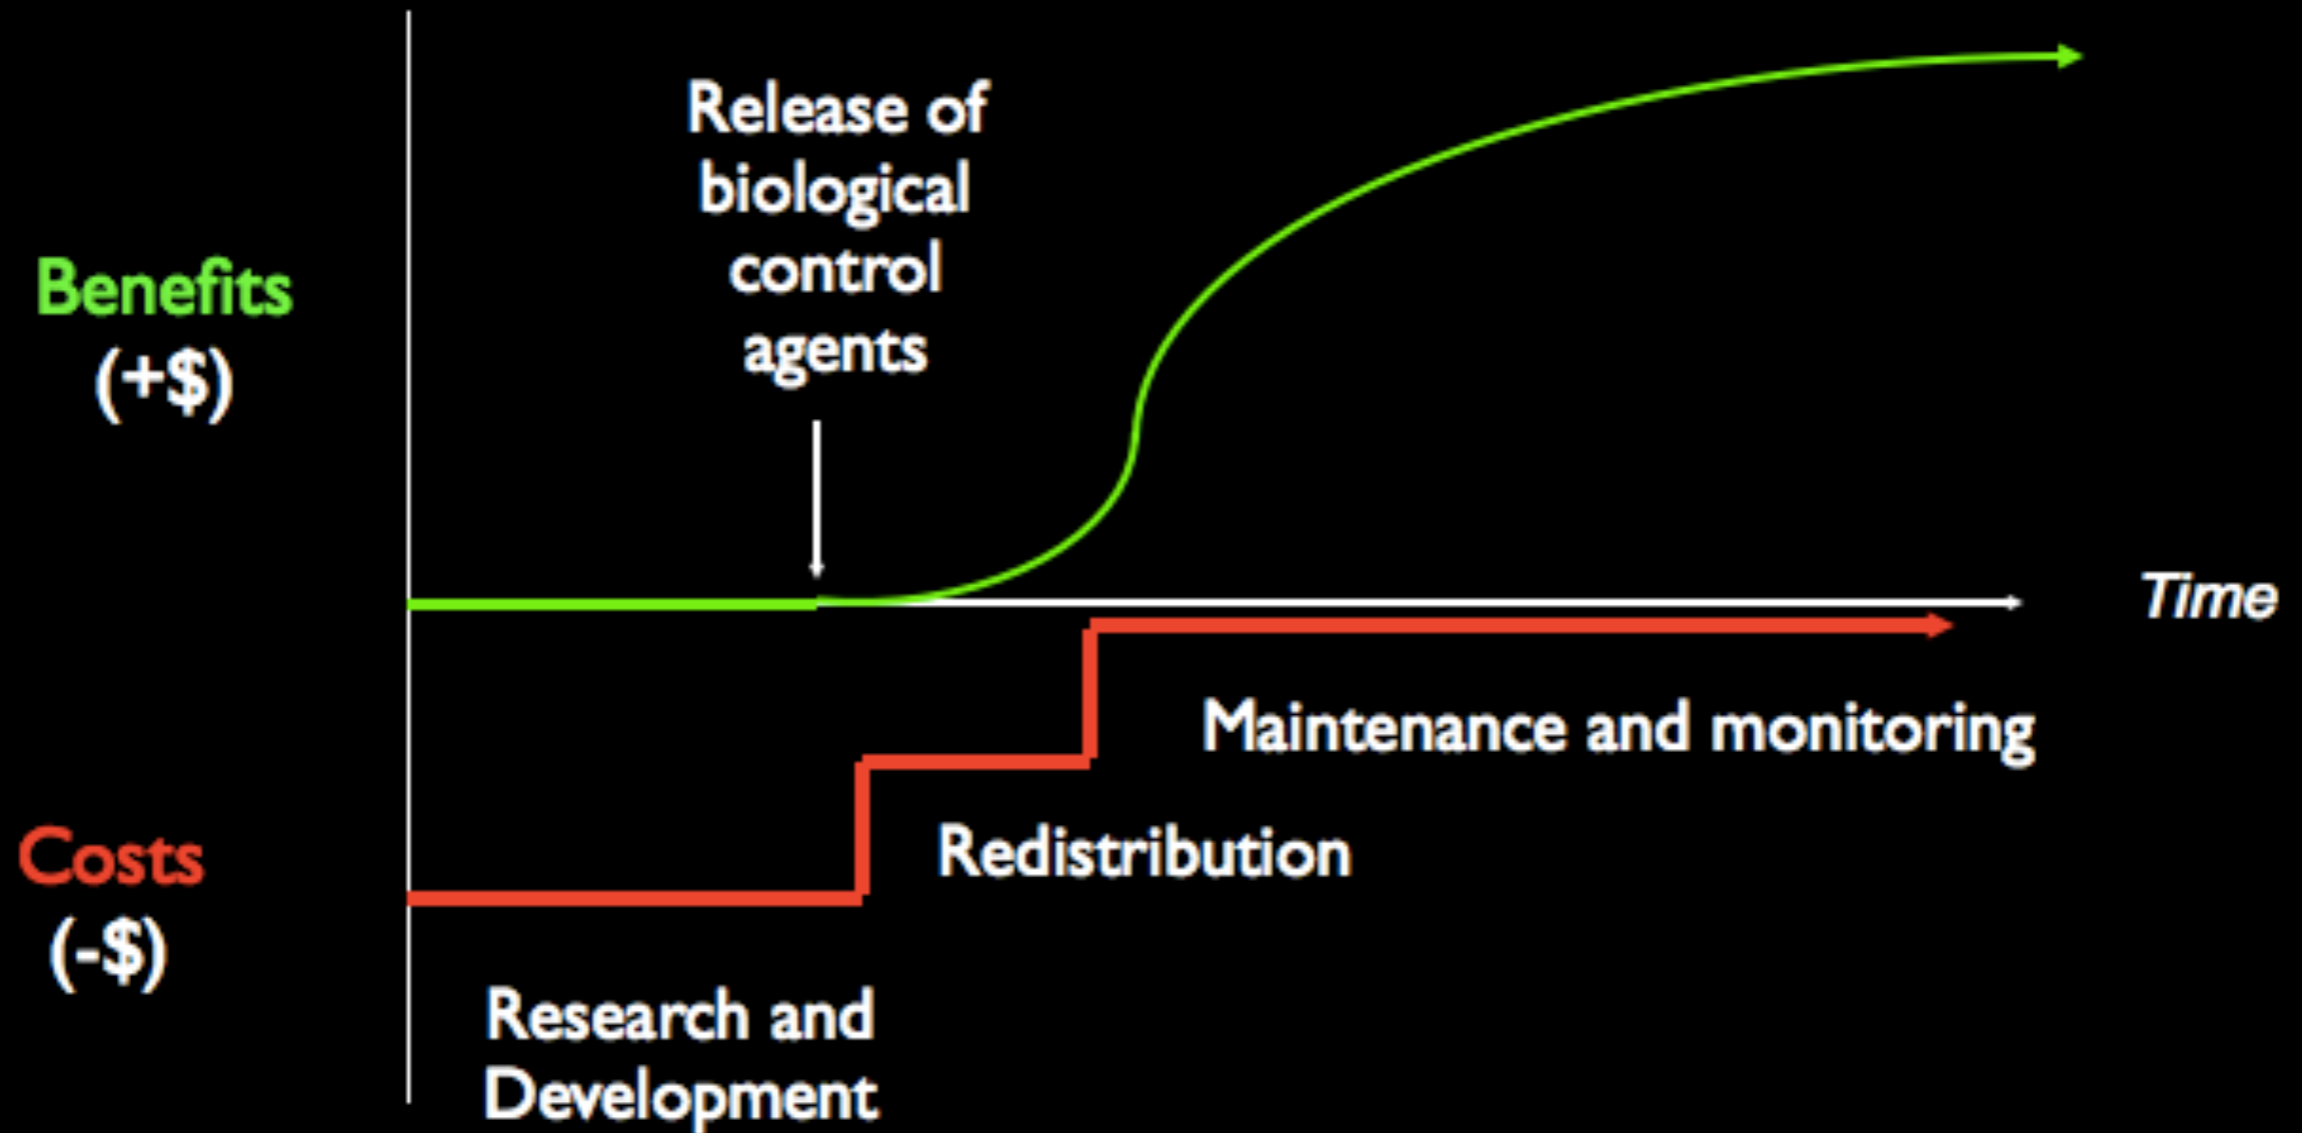 Release of
biological
control
agents
Benefits
(+$)
Time
Maintenance and monitoring
Redistribution
Costs
(-$)
Research and
Development